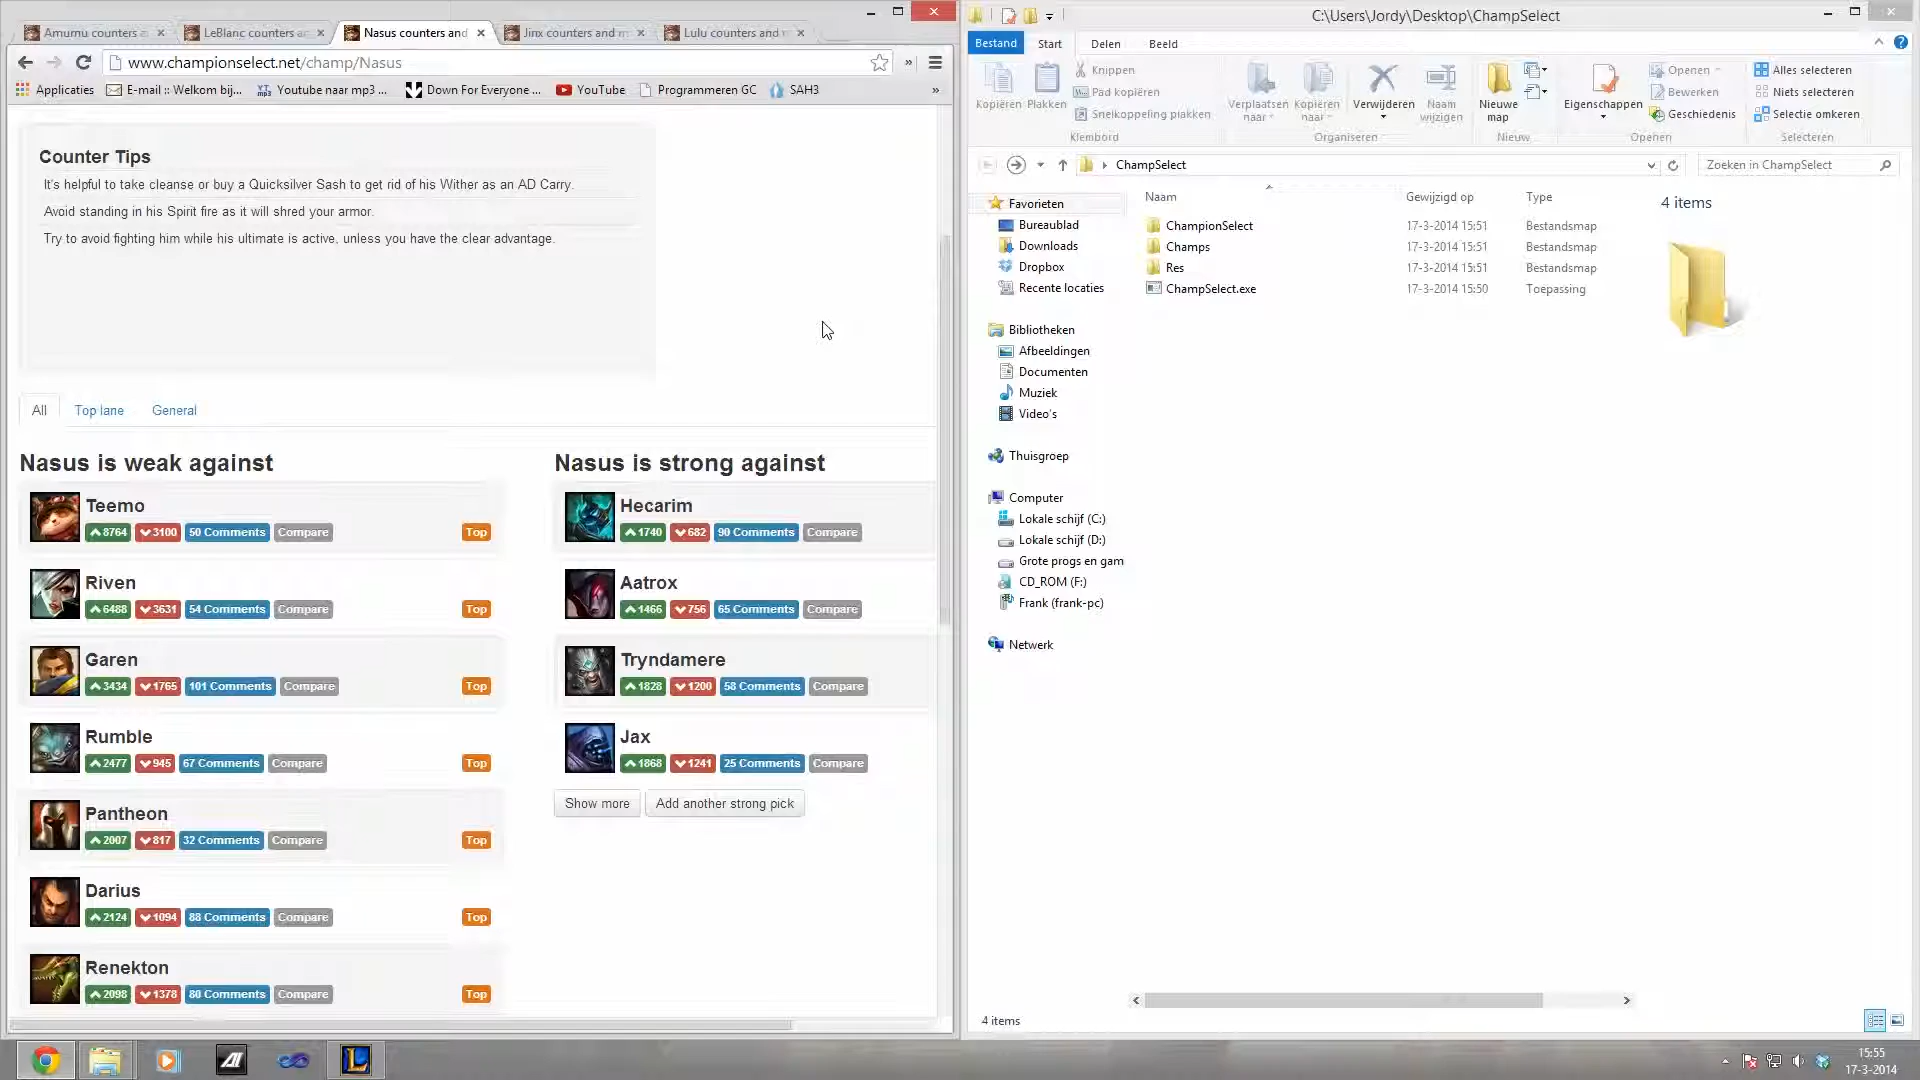 Amumu counters a
LeBlanc counters an
Nasus counters and
Jinx counters and m
Lulu counters and
www.championselect.net/champ/Nasus
Applicaties
E-mail :: Welkom bij...
Youtube naar mp3 ...
Down For Everyone ...
YouTube
Programmeren GC
SAH3
Counter Tips
It's helpful to take cleanse or buy a Quicksilver Sash to get rid of his Wither as an AD Carry.
Avoid standing in his Spirit fire as it will shred your armor.
Try to avoid fighting him while his ultimate is active, unless you have the clear advantage.
All
Top lane
General
Nasus is weak against
Teemo
8764 3100 50 Comments Compare Top
Riven
6488 3631 54 Comments Compare Top
Garen
3434 1765 101 Comments Compare Top
Rumble
2477 945 67 Comments Compare Top
Pantheon
2007 817 32 Comments Compare Top
Darius
2124 1094 88 Comments Compare Top
Renekton
2098 1378 80 Comments Compare Top
Nasus is strong against
Hecarim
1740 682 90 Comments Compare
Aatrox
1466 756 65 Comments Compare
Tryndamere
1828 1200 58 Comments Compare
Jax
1868 1241 25 Comments Compare
Show more
Add another strong pick
C:\Users\Jordy\Desktop\ChampSelect
Bestand
Start
Delen
Beeld
Kopiëren
Plakken
Knippen
Pad kopiëren
Snelkoppeling plakken
Klembord
Verplaatsen
naar
Kopiëren
naar
Verwijderen
Naam
wijzigen
Organiseren
Nieuwe
map
Nieuw
Eigenschappen
Openen
Bewerken
Geschiedenis
Openen
Alles selecteren
Niets selecteren
Selectie omkeren
Selecteren
ChampSelect
Zoeken in ChampSelect
Favorieten
Bureaublad
Downloads
Dropbox
Recente locaties
Bibliotheken
Afbeeldingen
Documenten
Muziek
Video's
Thuisgroep
Computer
Lokale schijf (C:)
Lokale schijf (D:)
Grote progs en gam
CD_ROM (F:)
Frank (frank-pc)
Netwerk
Naam Gewijzigd op Type
ChampionSelect 17-3-2014 15:51 Bestandsmap
Champs 17-3-2014 15:51 Bestandsmap
Res 17-3-2014 15:51 Bestandsmap
ChampSelect.exe 17-3-2014 15:50 Toepassing
4 items
4 items
15:55
17-3-2014